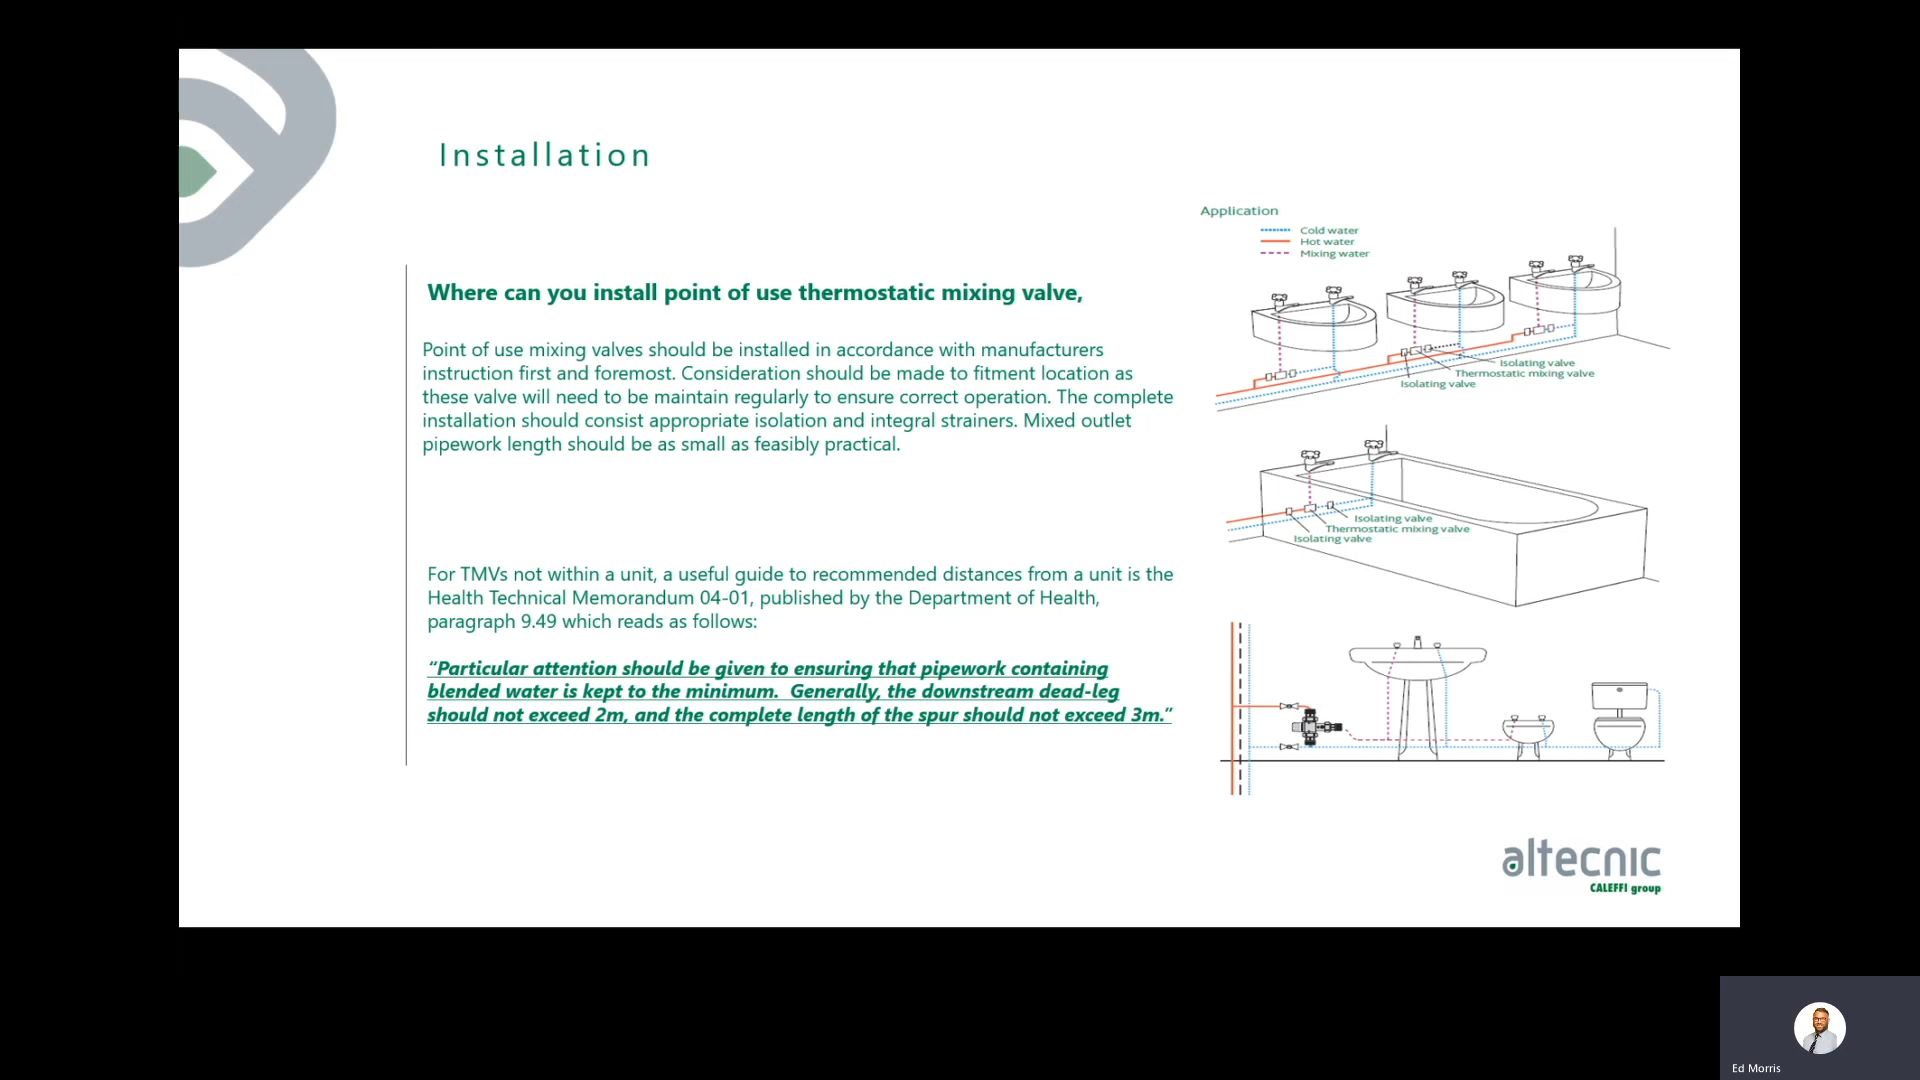 Installation
Application
Cold water
Hot water
Mixing water
Where can you install point of use thermostatic mixing valve,
Point of use mixing valves should be installed in accordance with manufacturers
instruction first and foremost. Consideration should be made to fitment location as
these valve will need to be maintain regularly to ensure correct operation. The complete
installation should consist appropriate isolation and integral strainers. Mixed outlet
pipework length should be as small as feasibly practical.
Isolating valve
Thermostatic mixing valve
Isolating valve
Isolating valve
Thermostatic mixing valve
Isolating valve
For TMVs not within a unit, a useful guide to recommended distances from a unit is the
Health Technical Memorandum 04-01, published by the Department of Health,
paragraph 9.49 which reads as follows:
“Particular attention should be given to ensuring that pipework containing
blended water is kept to the minimum.  Generally, the downstream dead-leg
should not exceed 2m, and the complete length of the spur should not exceed 3m.”
altecnic
CALEFFI group
Ed Morris